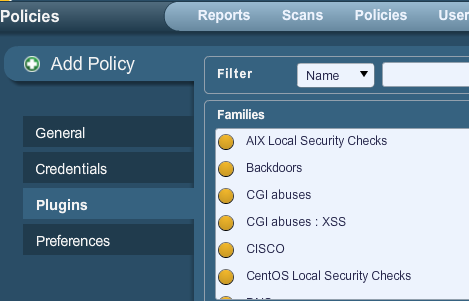 Policies
Reports Scans Policies User
Add Policy
Filter Name
General
Credentials
Plugins
Preferences
Families
AIX Local Security Checks
Backdoors
CGI abuses
CGI abuses : XSS
CISCO
CentOS Local Security Checks